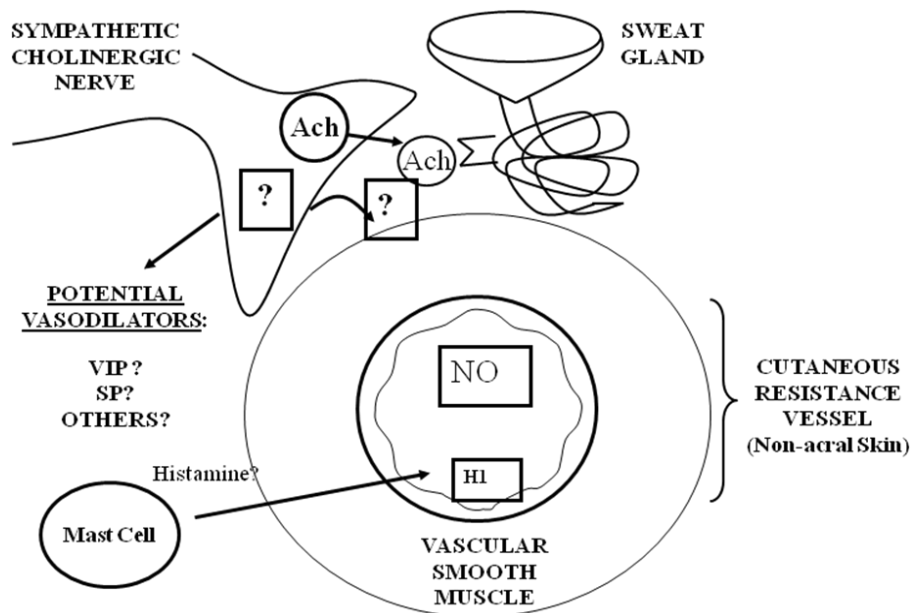 SYMPATHETIC
CHOLINERGIC
NERVE
SWEAT
GLAND
Ach
Ach
?
?
POTENTIAL
VASODILATORS:
VIP?
SP?
OTHERS?
NO
H1
CUTANEOUS
RESISTANCE
VESSEL
(Non-acral Skin)
Histamine?
Mast Cell
VASCULAR
SMOOTH
MUSCLE